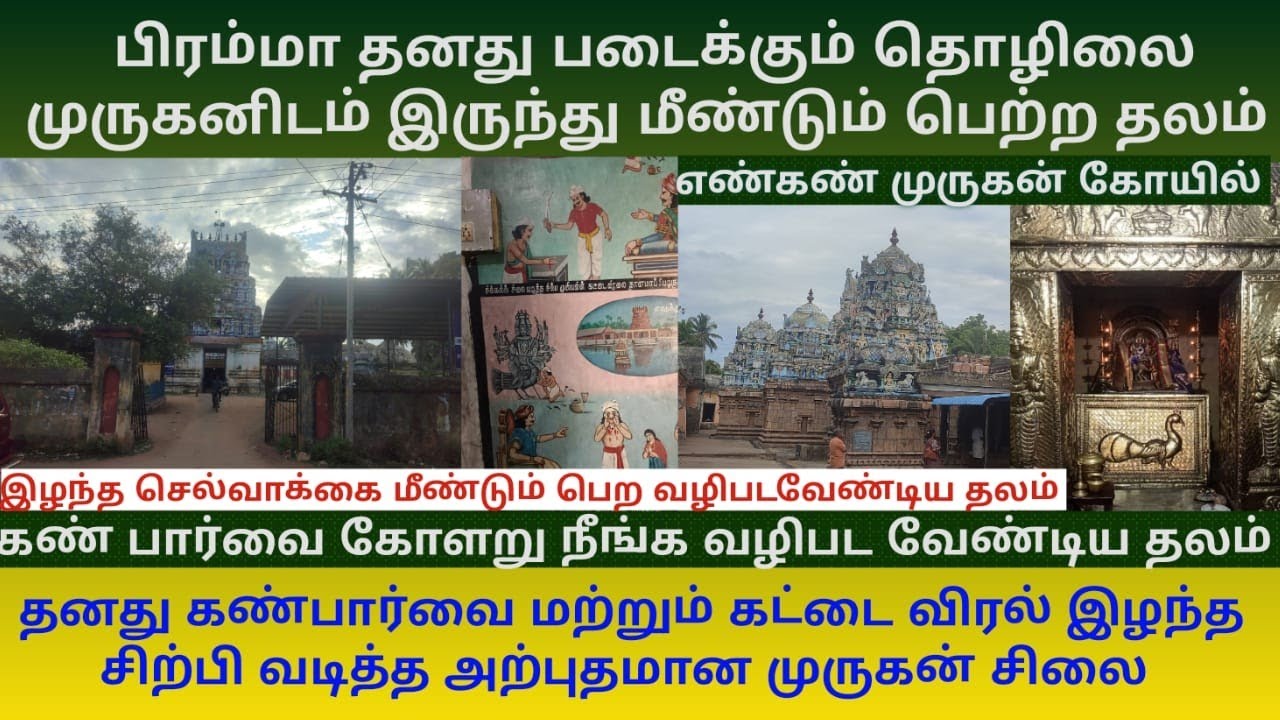 பிரம்மா தனது படைக்கும் தொழிலை
முருகனிடம் இருந்து மீண்டும் பெற்ற தலம்
எண்கண் முருகன் கோயில்
இழந்த செல்வாக்கை மீண்டும் பெற வழிபடவேண்டிய தலம்
கண் பார்வை கோளறு நீங்க வழிபட வேண்டிய தலம்
தனது கண்பார்வை மற்றும் கட்டை விரல் இழந்த
சிற்பி வடித்த அற்புதமான முருகன் சிலை